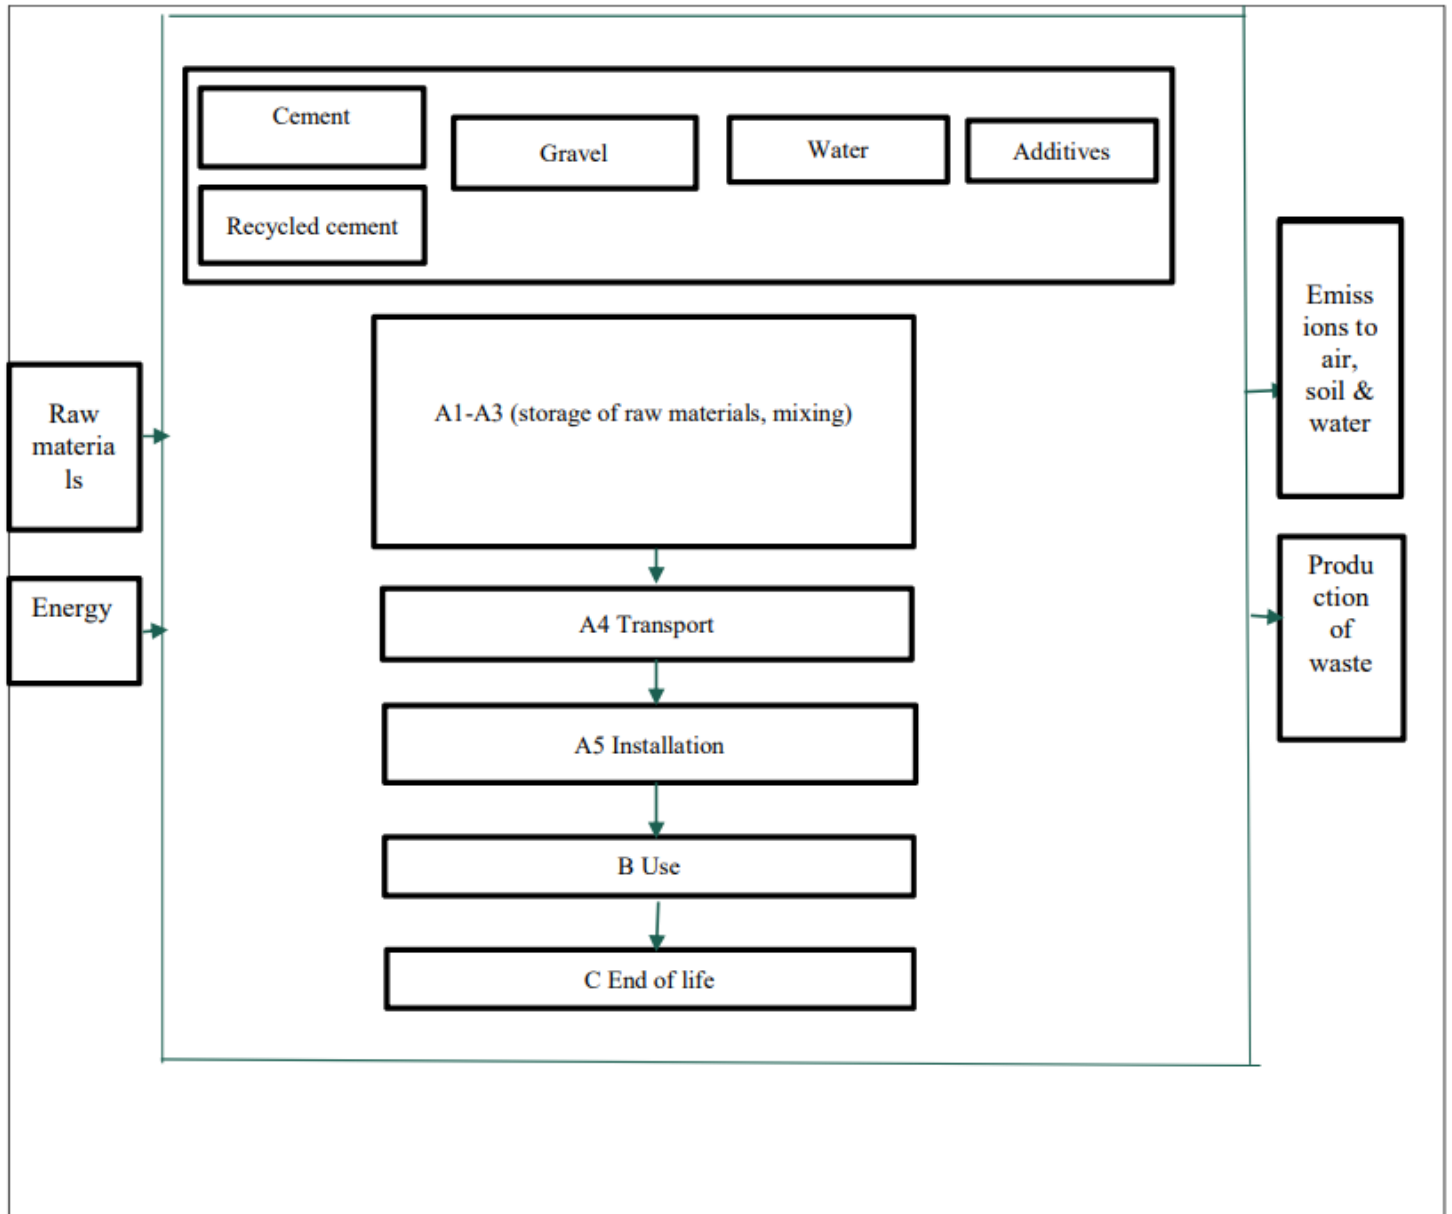 Cement
Gravel
Water
Additives
Recycled cement
Raw
materia
ls
Energy
A1-A3 (storage of raw materials, mixing)
A4 Transport
A5 Installation
B Use
C End of life
Emiss
ions to
air,
soil &
water
Produ
ction
of
waste